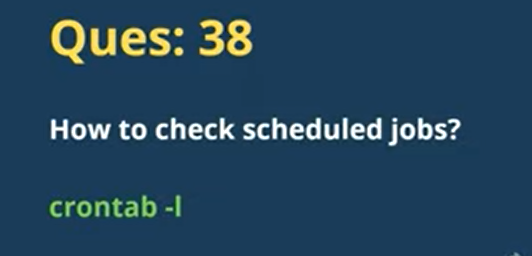 Ques: 38
How to check scheduled jobs?
crontab -l